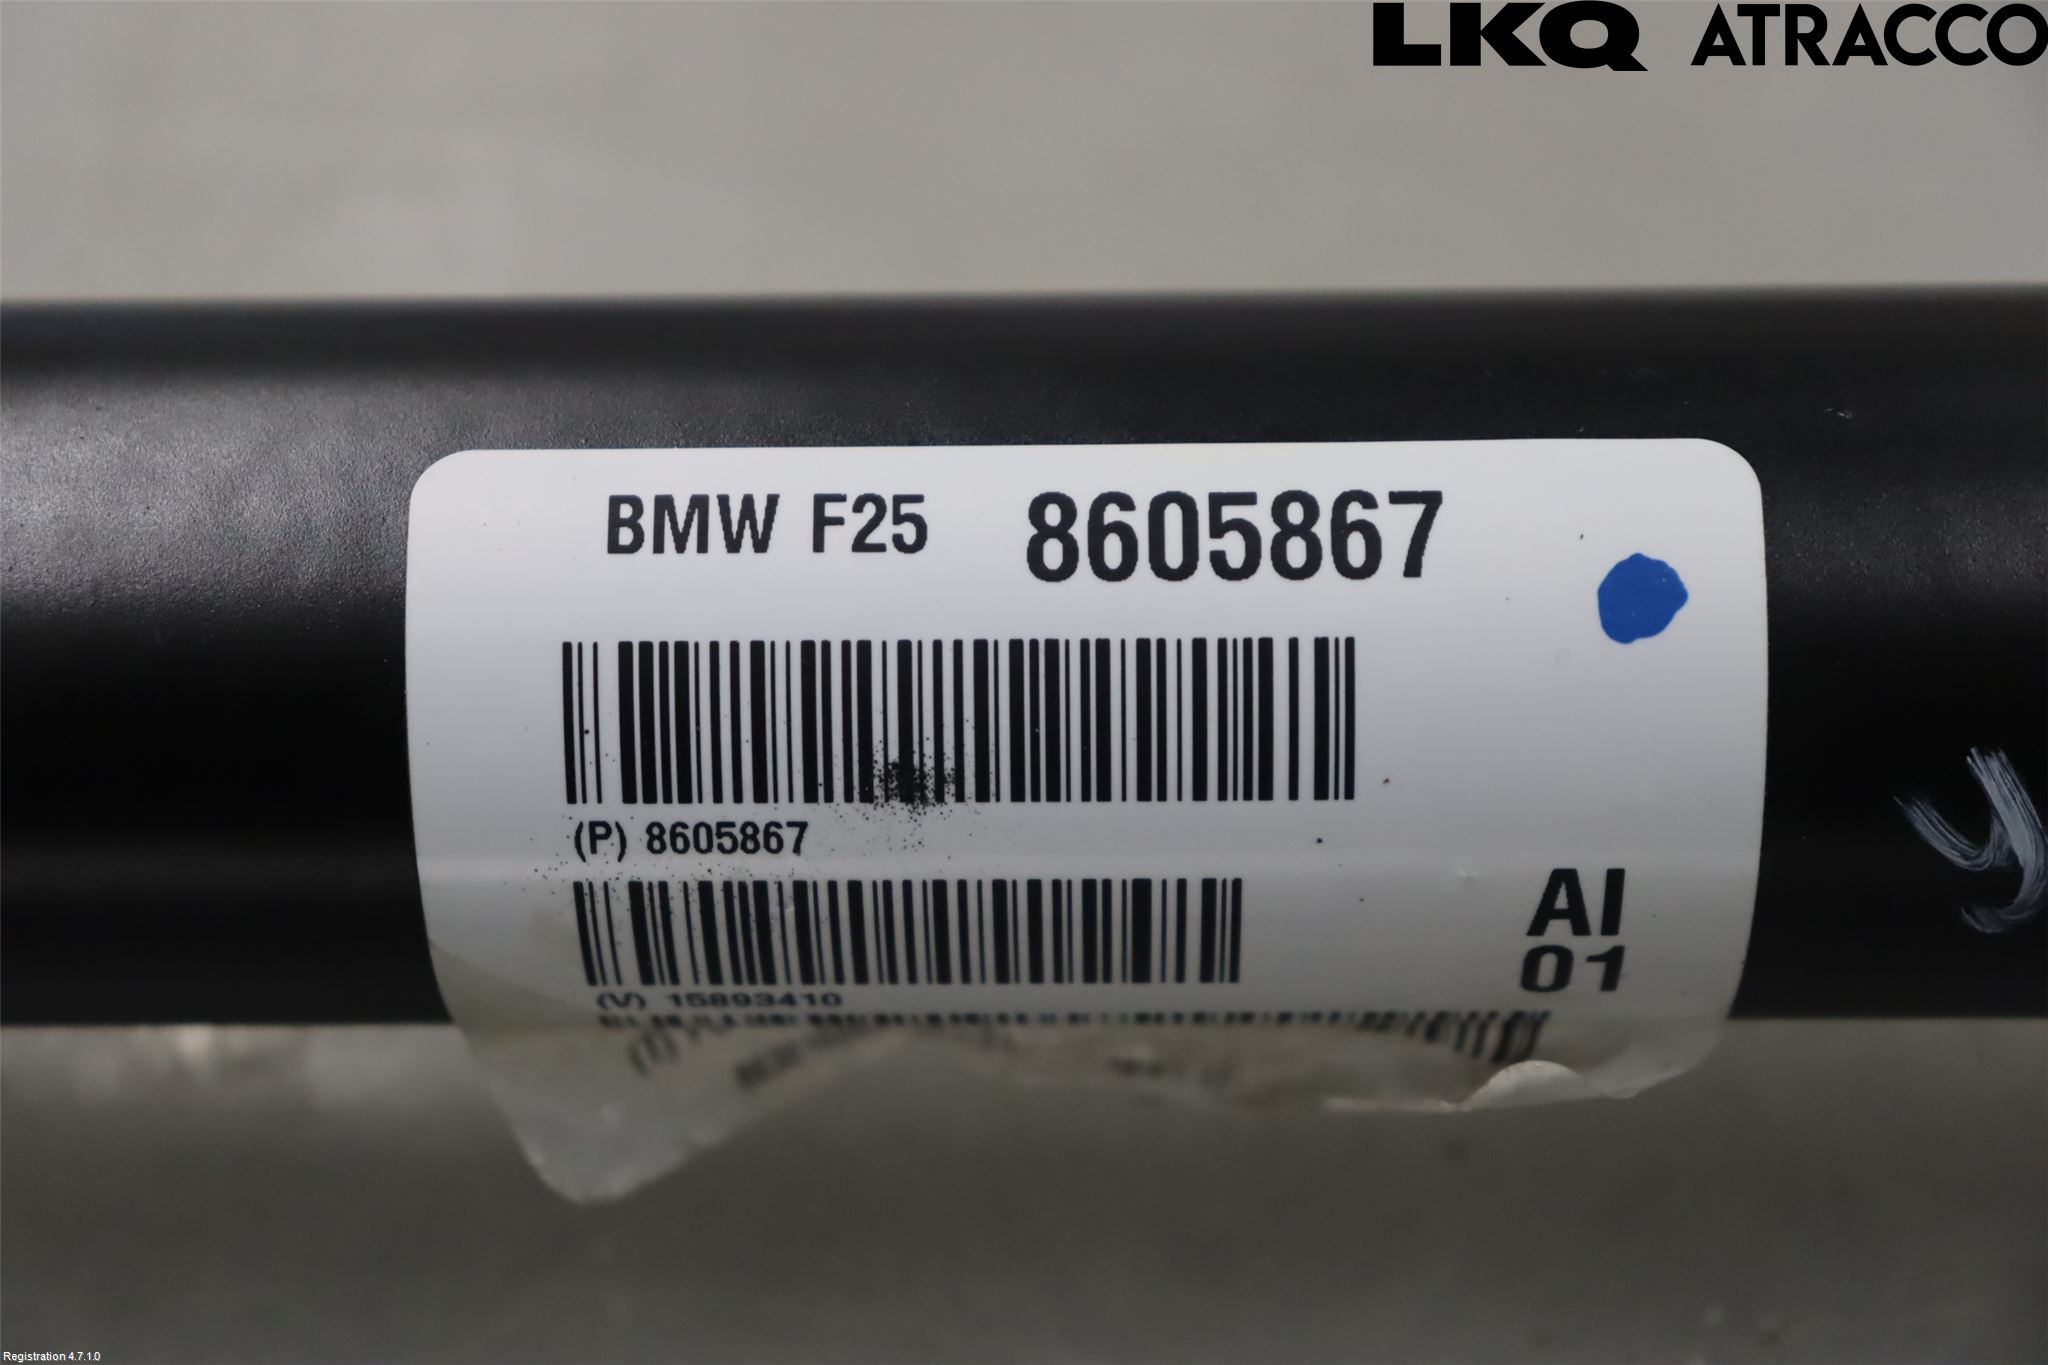 LKQ ATRACCO
BMW F25 8605867
(P) 8605867
AI
01
(V) 15893410
Registration 4.7.1.0